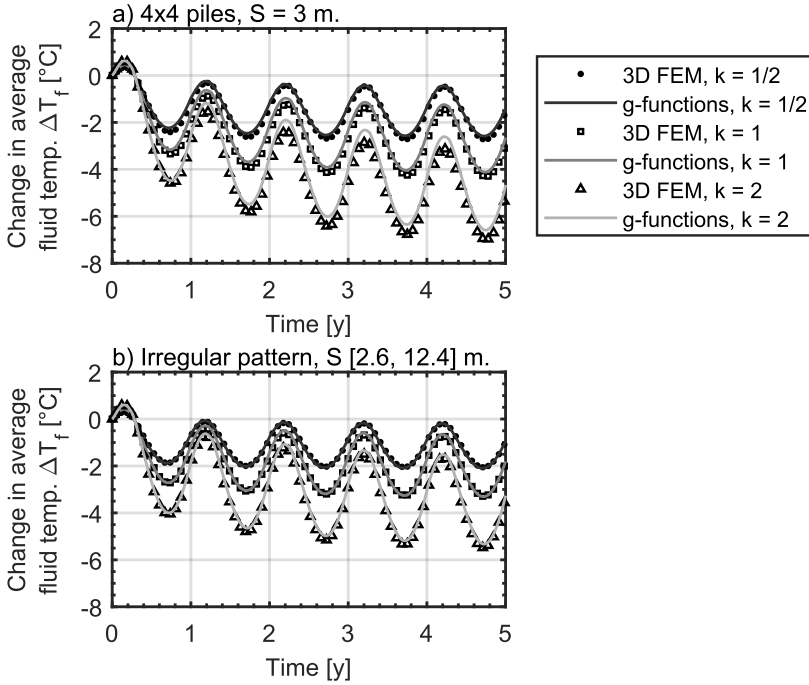 a) 4x4 piles, S = 3 m.
Change in average
fluid temp. ΔT_f [°C]
2
0
-2
-4
-6
-8
0 1 2 3 4 5
Time [y]
3D FEM, k = 1/2
g-functions, k = 1/2
3D FEM, k = 1
g-functions, k = 1
3D FEM, k = 2
g-functions, k = 2
b) Irregular pattern, S [2.6, 12.4] m.
Change in average
fluid temp. ΔT_f [°C]
2
0
-2
-4
-6
-8
0 1 2 3 4 5
Time [y]